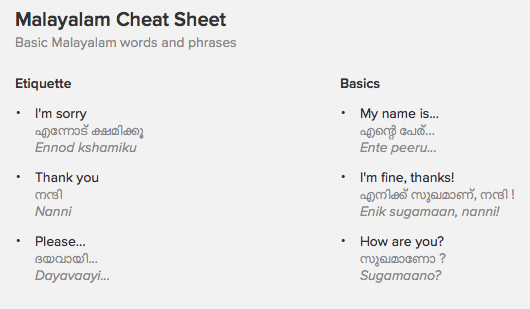 Malayalam Cheat Sheet
Basic Malayalam words and phrases
Etiquette
• I'm sorry
എന്നോട് ക്ഷമിക്കൂ
Ennod kshamiku
• Thank you
നന്ദി
Nanni
• Please...
ദയവായി...
Dayavaayi...
Basics
• My name is...
എന്റെ പേര്...
Ente peeru...
• I'm fine, thanks!
എനിക്ക് സുഖമാണ്, നന്ദി !
Enik sugamaan, nanni!
• How are you?
സുഖമാണോ ?
Sugamaano?